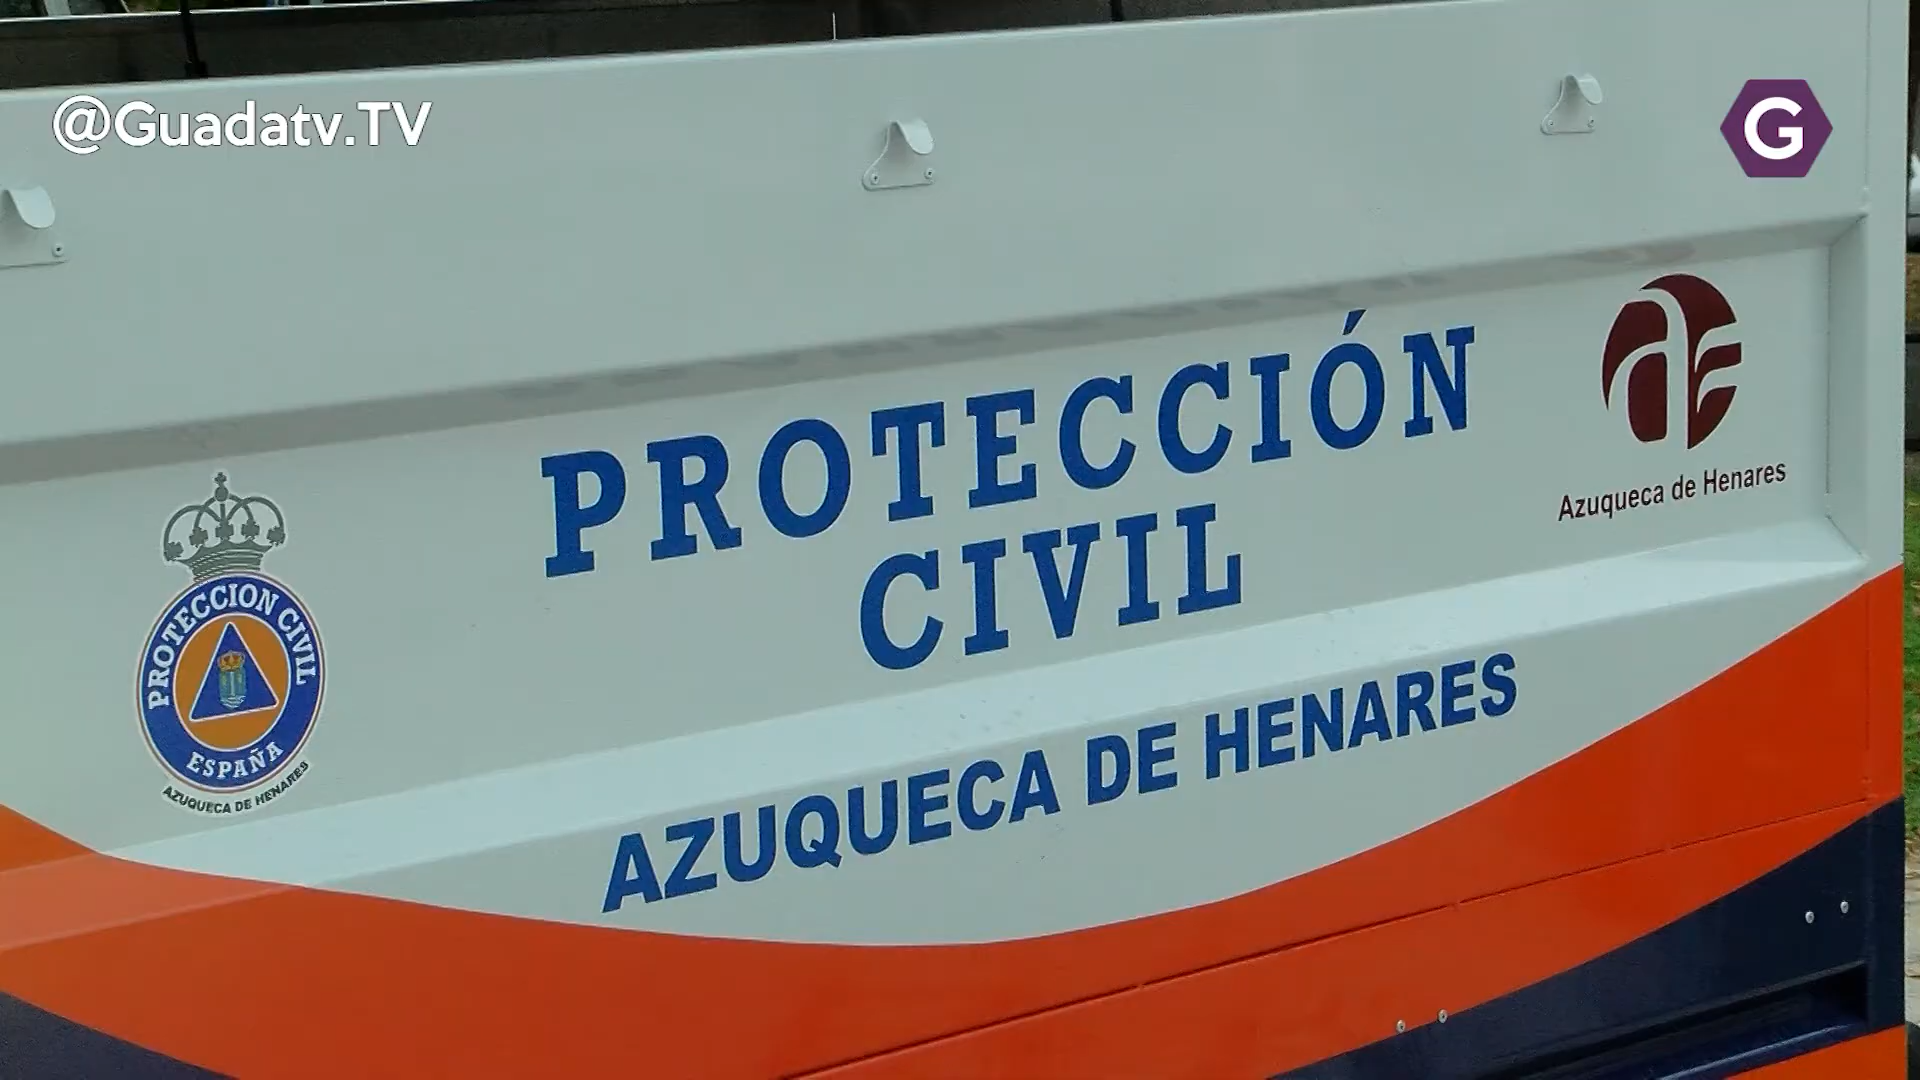 @Guadatv.TV
G
PROTECCIÓN
CIVIL
AZUQUECA DE HENARES
Azuqueca de Henares
PROTECCION CIVIL
ESPAÑA
AZUQUECA DE HENARES